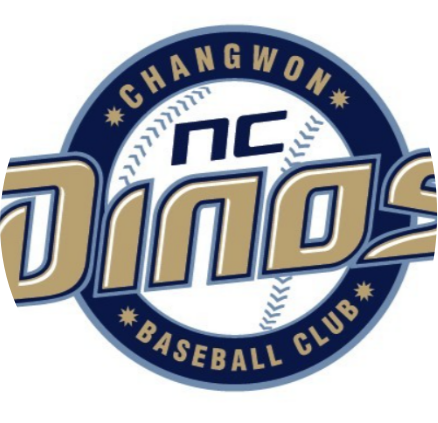 CHANGWON
NC
DINOS
BASEBALL CLUB